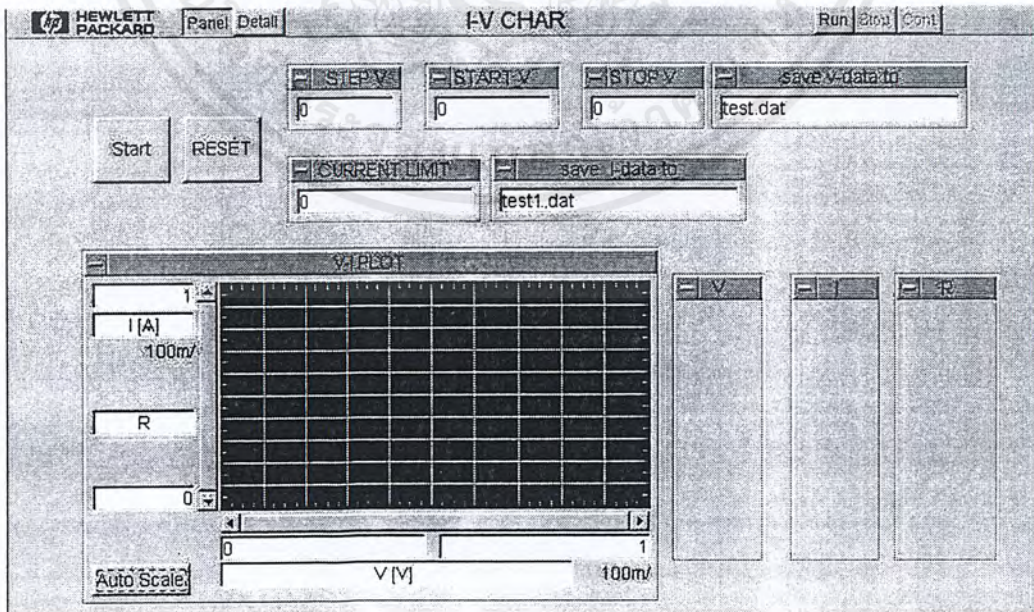 HEWLETT PACKARD Panel Detail I-V CHAR Run Stop Cont
STEP V START V STOP V save v-data to
0 0 0 test.dat
Start RESET
CURRENT LIMIT save I-data to
0 test1.dat
V-I PLOT
V I R
1
I [A]
100m/
R
0
0 1
Auto Scale V [V] 100m/